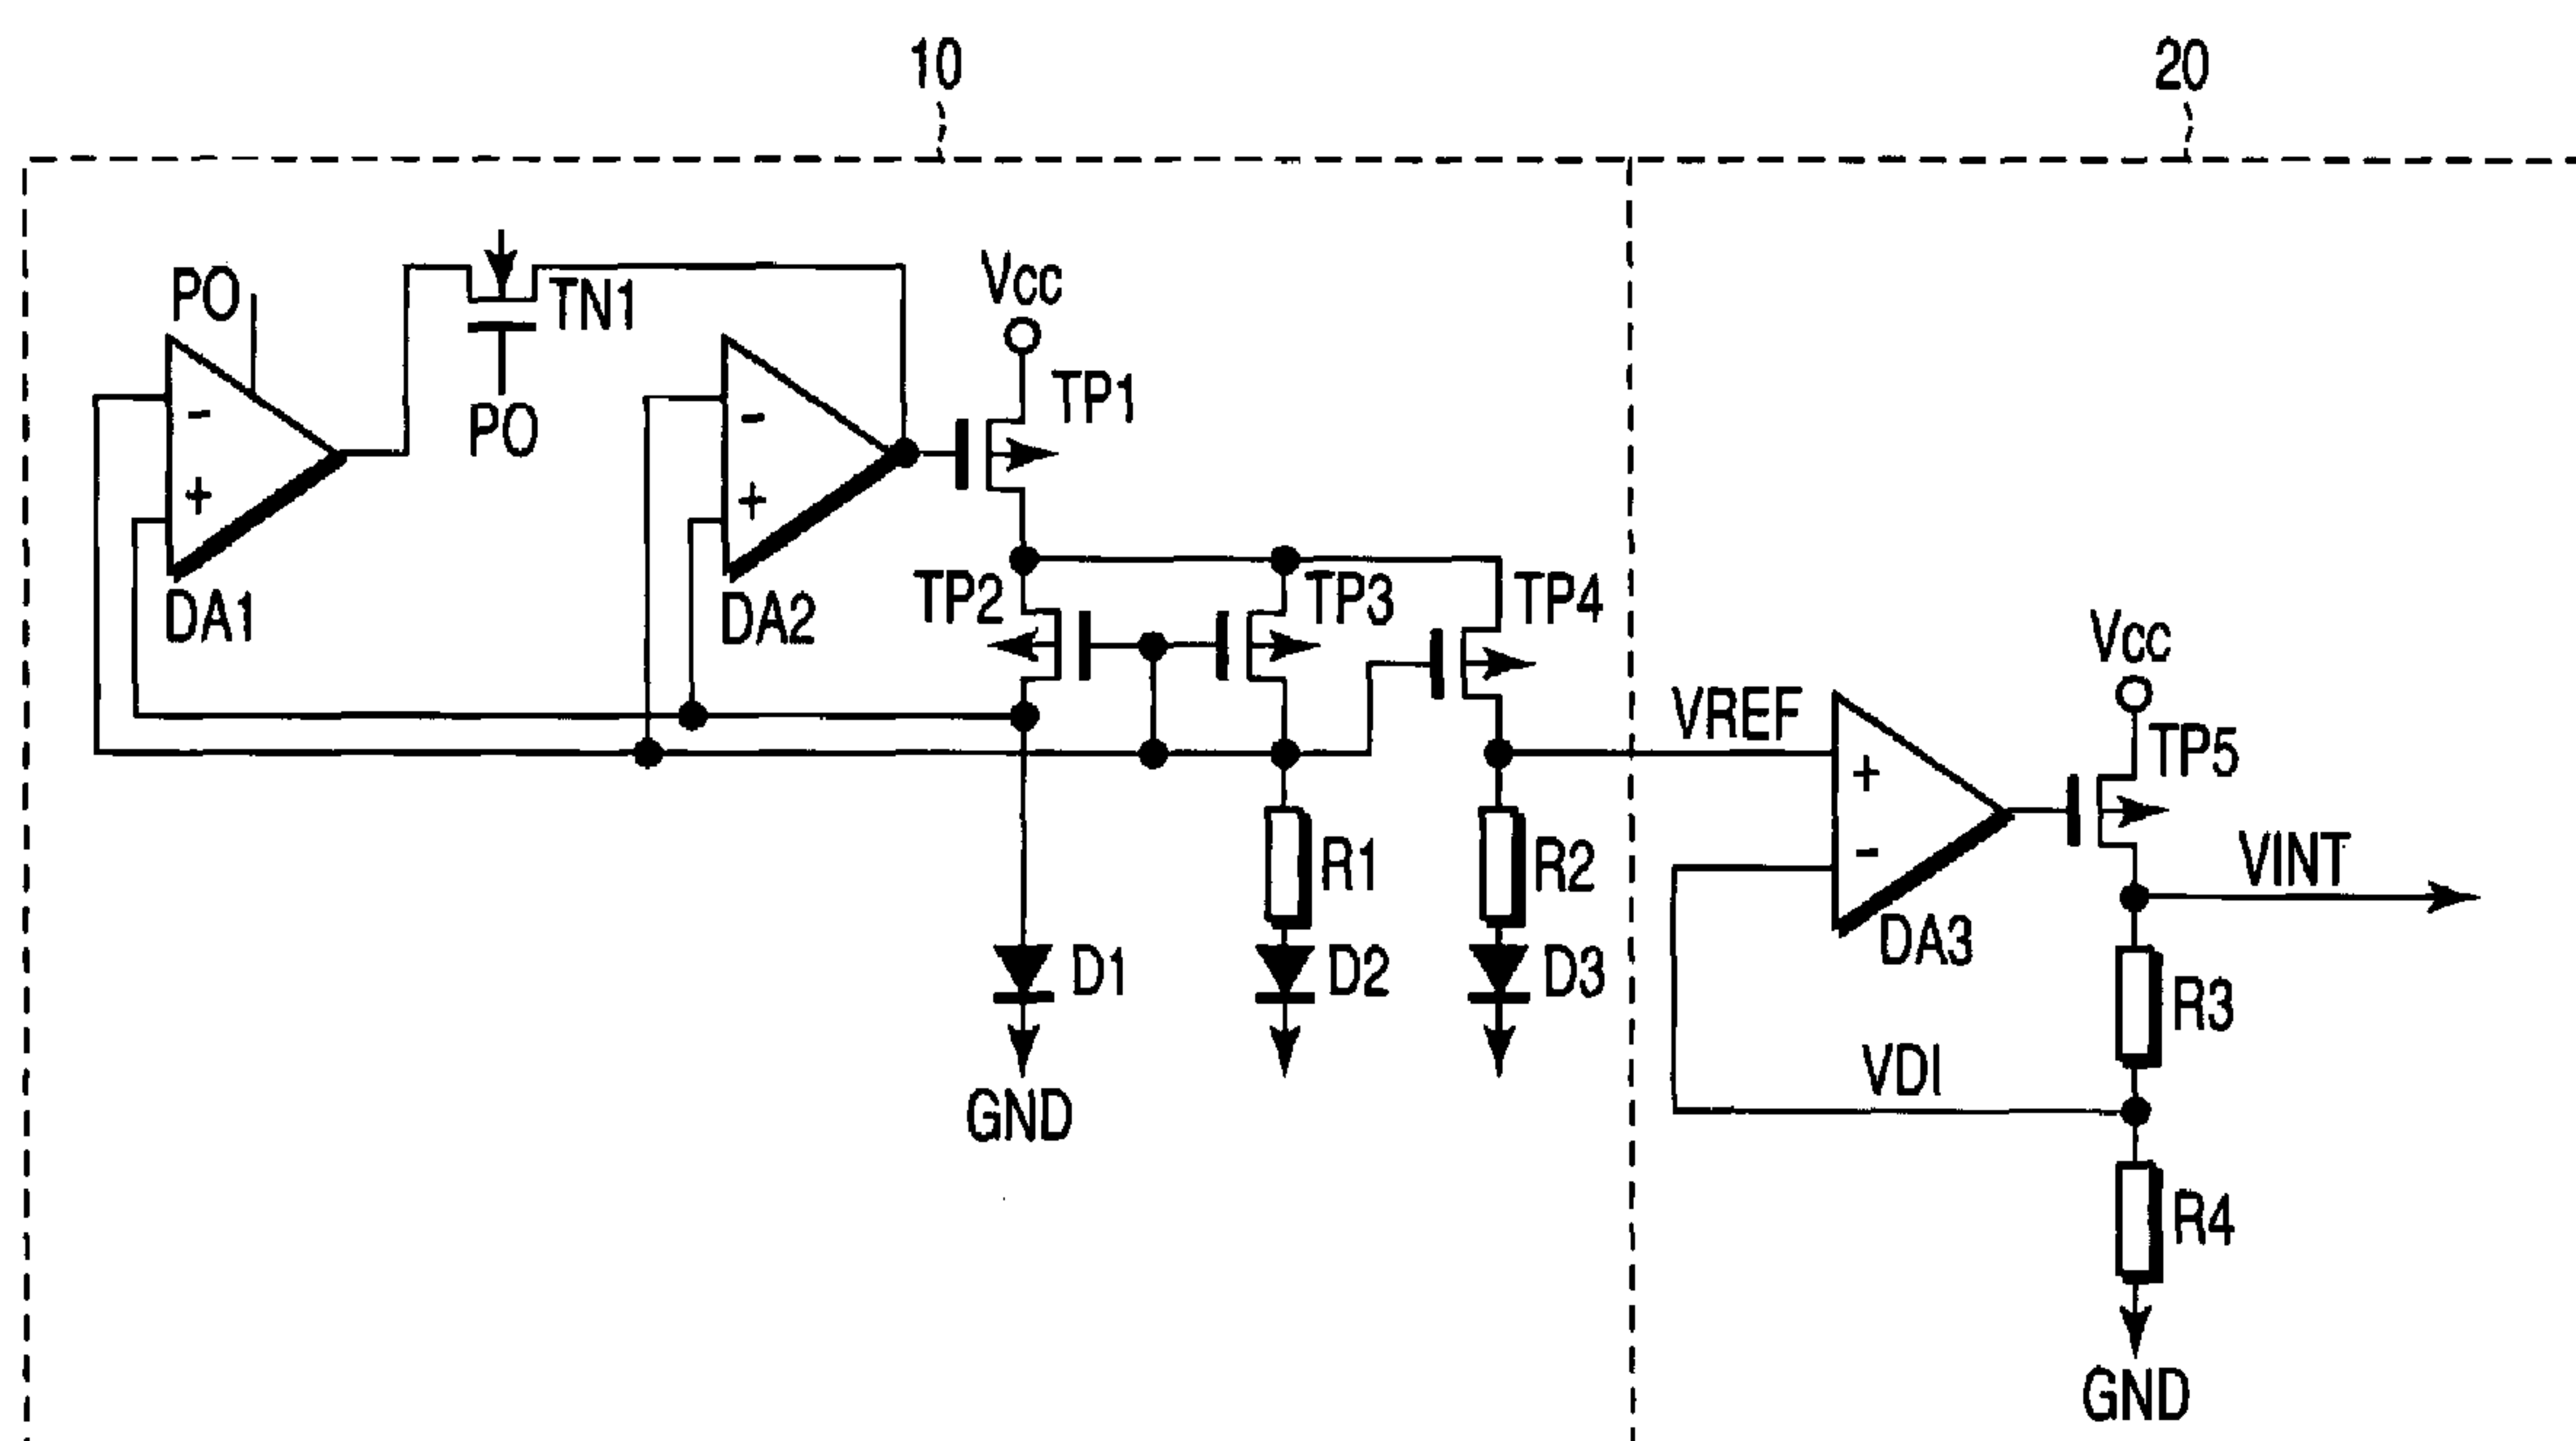 10
20
PO
TN1
PO
Vcc
TP1
-
+
DA1
-
+
DA2
TP2
TP3
TP4
VREF
Vcc
TP5
+
-
DA3
VINT
R1
R2
D1
D2
D3
R3
VDI
GND
R4
GND